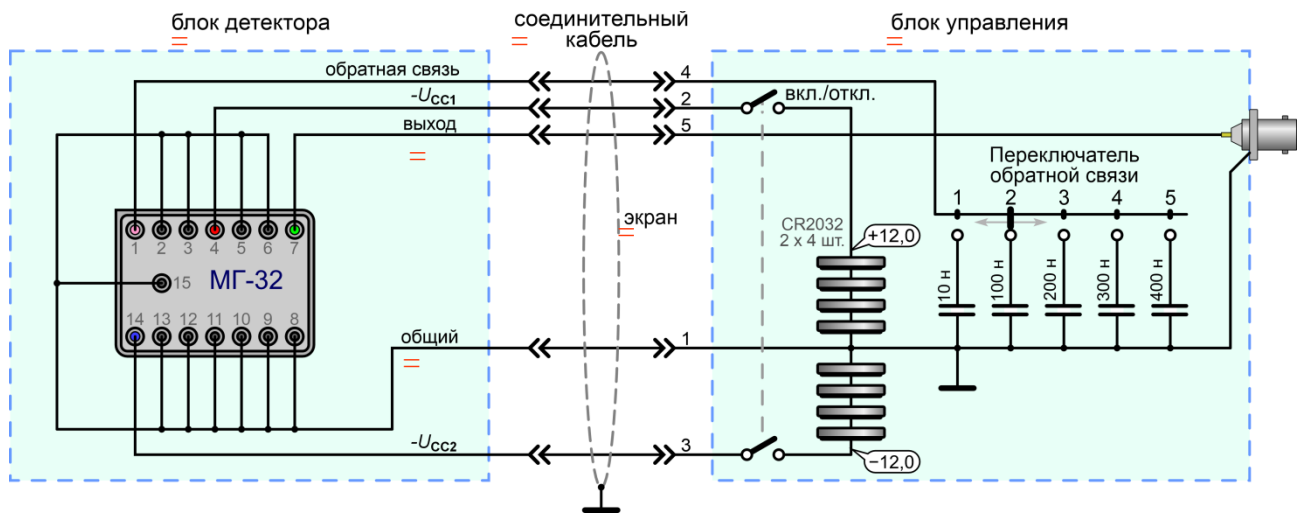 блок детектора
соединительный
кабель
блок управления
обратная связь
4
-UCC1
2
вкл./откл.
выход
5
Переключатель
обратной связи
1 2 3 4 5
экран
CR2032
2 x 4 шт.
+12,0
1 2 3 4 5 6 7
15
МГ-32
14 13 12 11 10 9 8
10 н
100 н
200 н
300 н
400 н
общий
1
-UCC2
3
−12,0